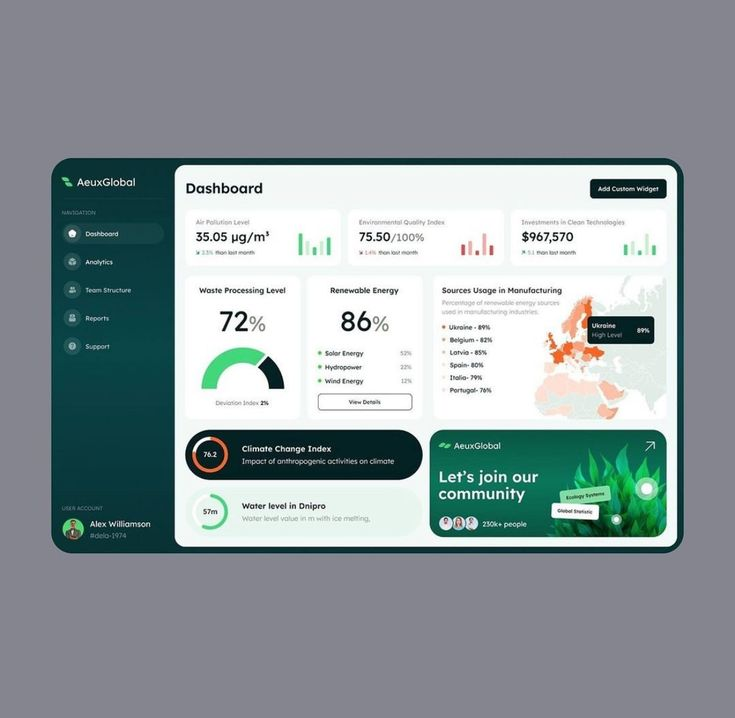 AeuxGlobal
NAVIGATION
Dashboard
Analytics
Team Structure
Reports
Support
USER ACCOUNT
Alex Williamson
#dela-1974
Dashboard
Add Custom Widget
Air Pollution Level
35.05 µg/m³
3.3% than last month
Environmental Quality Index
75.50/100%
1.4% than last month
Investments in Clean Technologies
$967,570
5.1 than last month
Waste Processing Level
72%
Deviation Index 2%
Renewable Energy
86%
Solar Energy 52%
Hydropower 22%
Wind Energy 12%
View Details
Sources Usage in Manufacturing
Percentage of renewable energy sources
used in manufacturing industries.
Ukraine - 89%
Belgium - 82%
Latvia - 85%
Spain- 80%
Italia- 79%
Portugal- 76%
Ukraine
High Level 89%
76.2
Climate Change Index
Impact of anthropogenic activities on climate
57m
Water level in Dnipro
Water level value in m with ice melting,
AeuxGlobal
Let's join our
community
230k+ people
Ecology Systems
Global Statistic